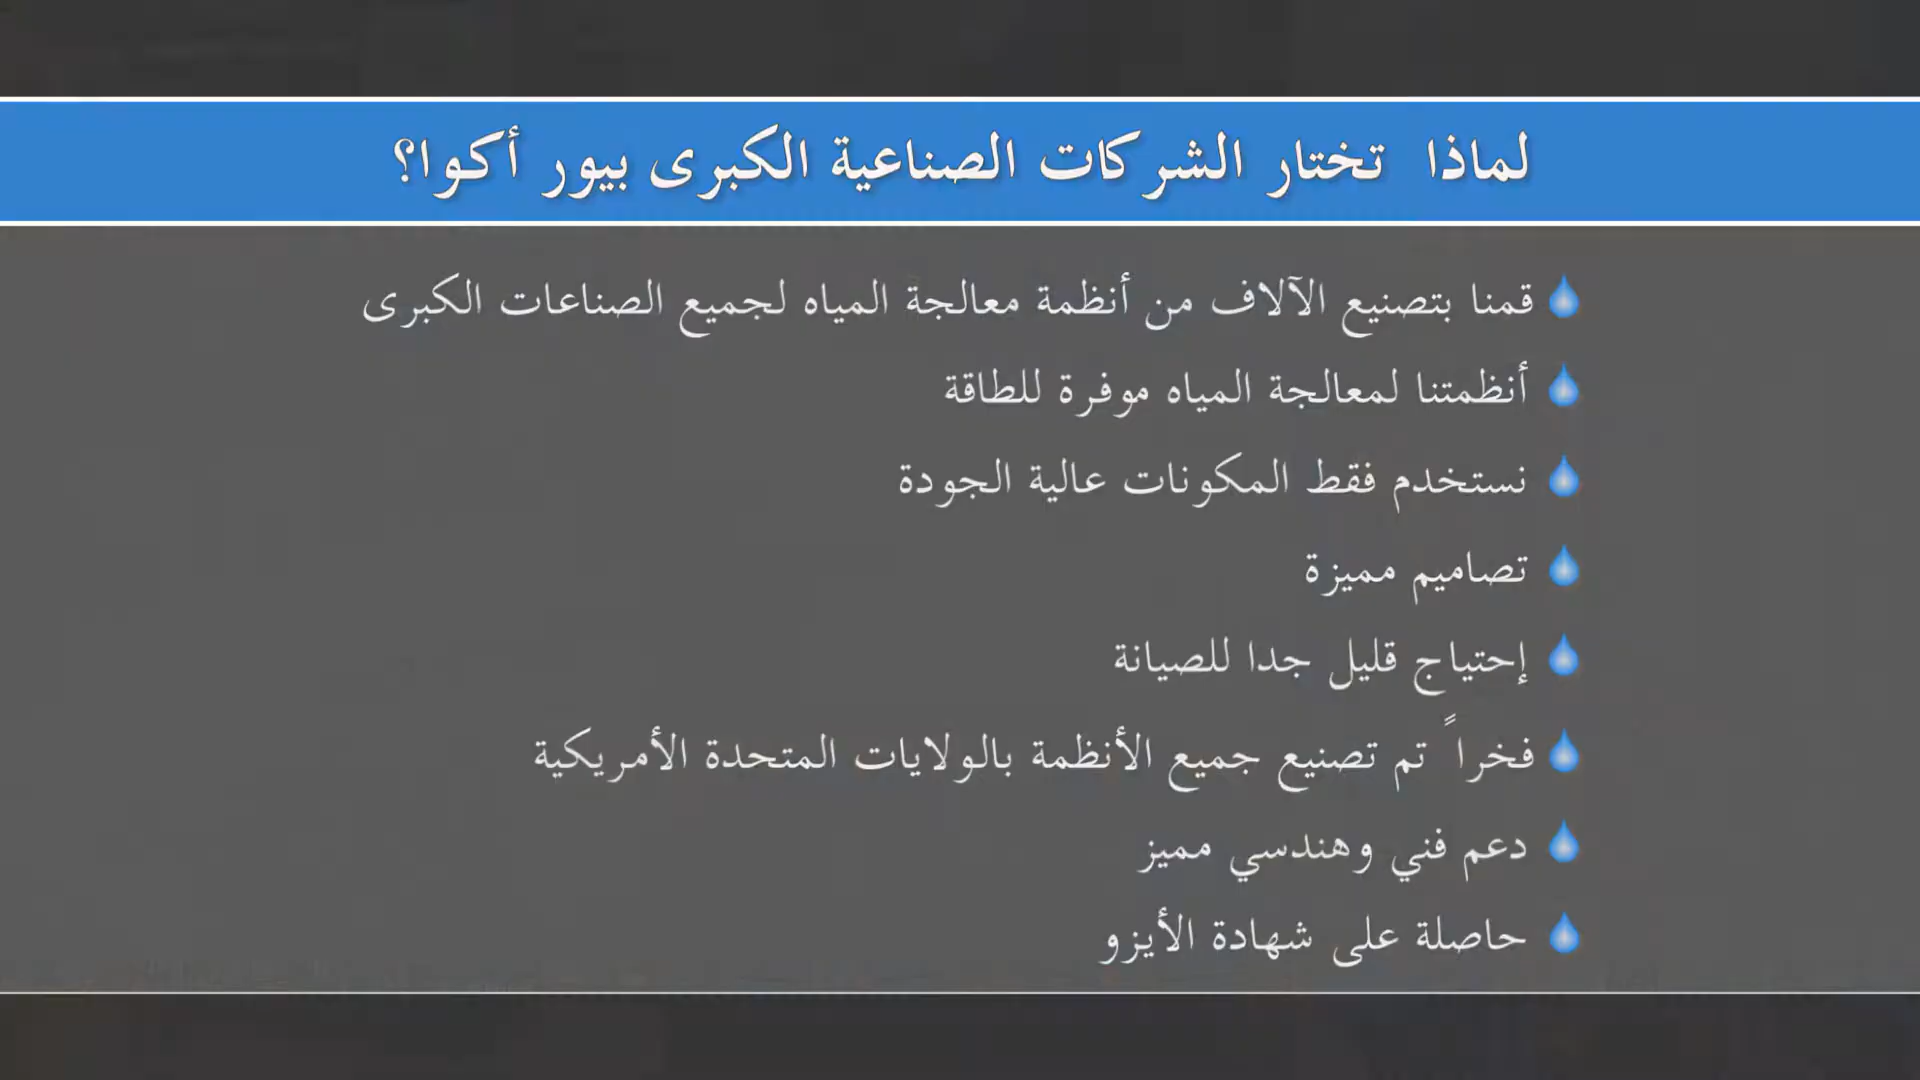 لماذا تختار الشركات الصناعية الكبرى بيور أكوا؟
قمنا بتصنيع الآلاف من أنظمة معالجة المياه لجميع الصناعات الكبرى
أنظمتنا لمعالجة المياه موفرة للطاقة
نستخدم فقط المكونات عالية الجودة
تصاميم مميزة
إحتياج قليل جدا للصيانة
فخراً تم تصنيع جميع الأنظمة بالولايات المتحدة الأمريكية
دعم فني وهندسي مميز
حاصلة على شهادة الأيزو